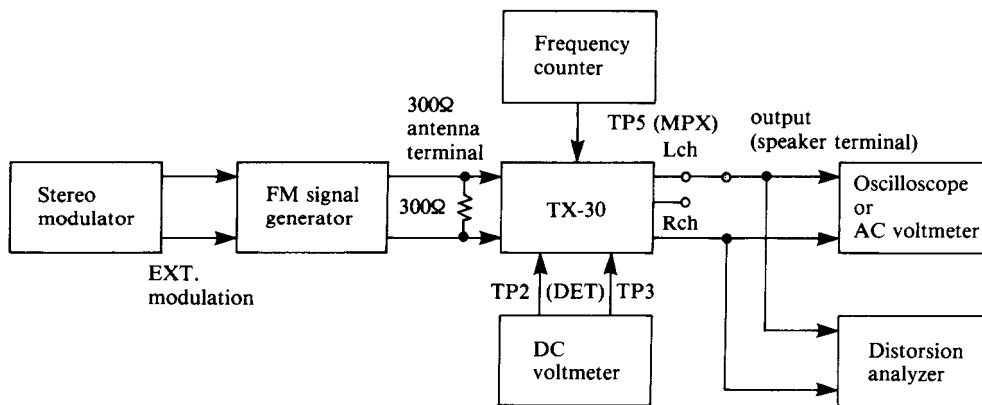 Frequency
counter
300Ω
antenna
terminal
TP5 (MPX)
Lch
output
(speaker terminal)
Stereo
modulator
FM signal
generator
300Ω
TX-30
Rch
Oscilloscope
or
AC voltmeter
EXT.
modulation
TP2 (DET) TP3
DC
voltmeter
Distorsion
analyzer